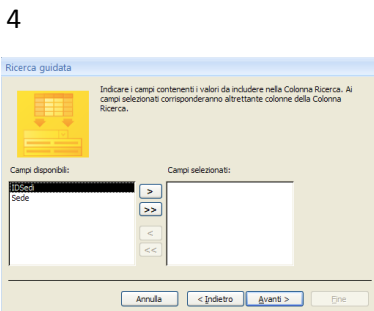 4
Ricerca guidata
Indicare i campi contenenti i valori da includere nella Colonna Ricerca. Ai
campi selezionati corrisponderanno altrettante colonne della Colonna
Ricerca.
Campi disponibili:
Campi selezionati:
IDSedi
Sede
>
>>
<
<<
Annulla
< Indietro
Avanti >
Fine